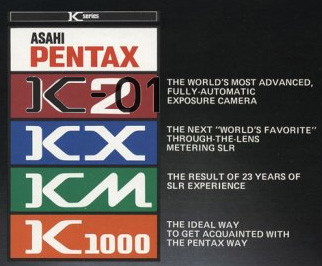 K series
ASAHI
PENTAX
K2-01
THE WORLD'S MOST ADVANCED,
FULLY-AUTOMATIC
EXPOSURE CAMERA
KX
THE NEXT "WORLD'S FAVORITE"
THROUGH-THE-LENS
METERING SLR
KM
THE RESULT OF 23 YEARS OF
SLR EXPERIENCE
K1000
THE IDEAL WAY
TO GET ACQUAINTED WITH
THE PENTAX WAY